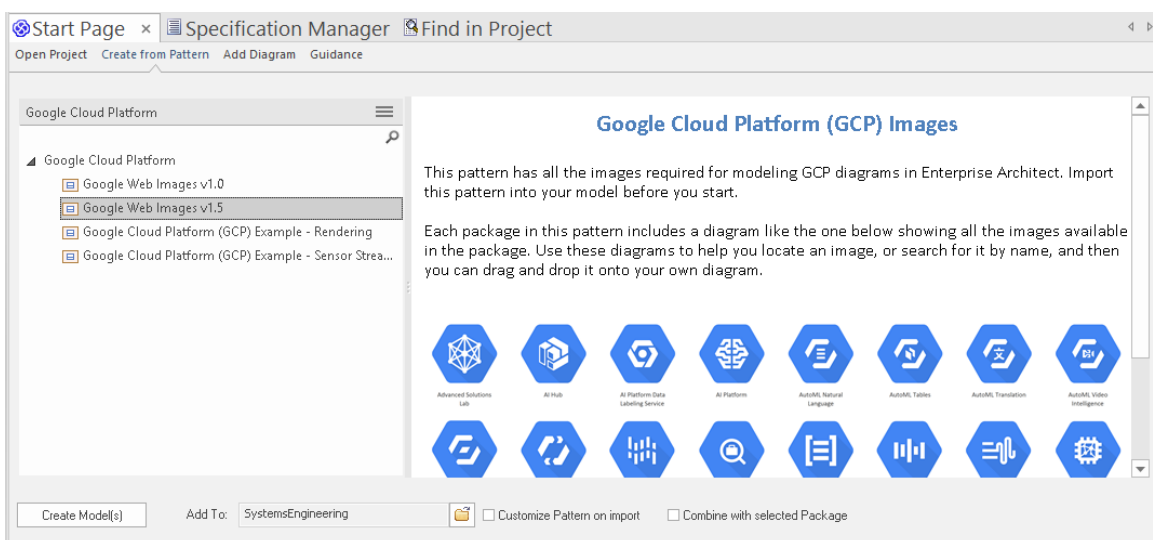 Start Page × Specification Manager Find in Project
Open Project Create from Pattern Add Diagram Guidance
Google Cloud Platform
Google Cloud Platform
Google Web Images v1.0
Google Web Images v1.5
Google Cloud Platform (GCP) Example - Rendering
Google Cloud Platform (GCP) Example - Sensor Strea...
Google Cloud Platform (GCP) Images
This pattern has all the images required for modeling GCP diagrams in Enterprise Architect. Import
this pattern into your model before you start.
Each package in this pattern includes a diagram like the one below showing all the images available
in the package. Use these diagrams to help you locate an image, or search for it by name, and then
you can drag and drop it onto your own diagram.
Advanced Solutions
Lab
AI Hub
AI Platform Data
Labeling Service
AI Platform
AutoML Natural
Language
AutoML Tables
AutoML Translation
AutoML Video
Intelligence
Create Model(s) Add To: SystemsEngineering Customize Pattern on import Combine with selected Package